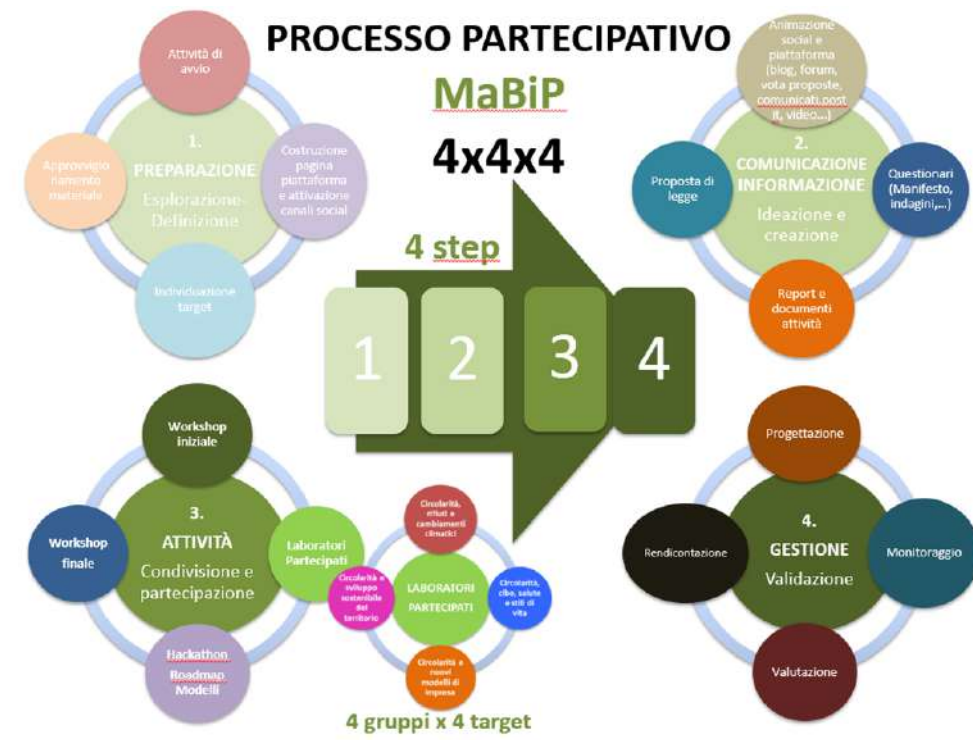 PROCESSO PARTECIPATIVO
MaBiP
4x4x4
Attività di
avvio
1.
PREPARAZIONE
Esplorazione-
Definizione
Approvvigio
namento
materiale
Costruzione
pagina
piattaforma
e attivazione
canali social
Individuazione
target
Animazione
social e
piattaforma
(blog, forum,
vota proposte,
comunicati,post
it, video...)
2.
COMUNICAZIONE
INFORMAZIONE
Ideazione e
creazione
Proposta di
legge
Questionari
(Manifesto,
indagini,...)
Report e
documenti
attività
4 step
1
2
3
4
Workshop
iniziale
3.
ATTIVITÀ
Condivisione e
partecipazione
Workshop
finale
Laboratori
Partecipati
Hackathon
Roadmap
Modelli
Circolarità,
rifiuti e
cambiamenti
climatici
LABORATORI
PARTECIPATI
Circolarità e
sviluppo
sostenibile
del
territorio
Circolarità,
cibo, salute
e stili di
vita
Circolarità e
nuovi
modelli di
impresa
4 gruppi x 4 target
Progettazione
4.
GESTIONE
Validazione
Rendicontazione
Monitoraggio
Valutazione